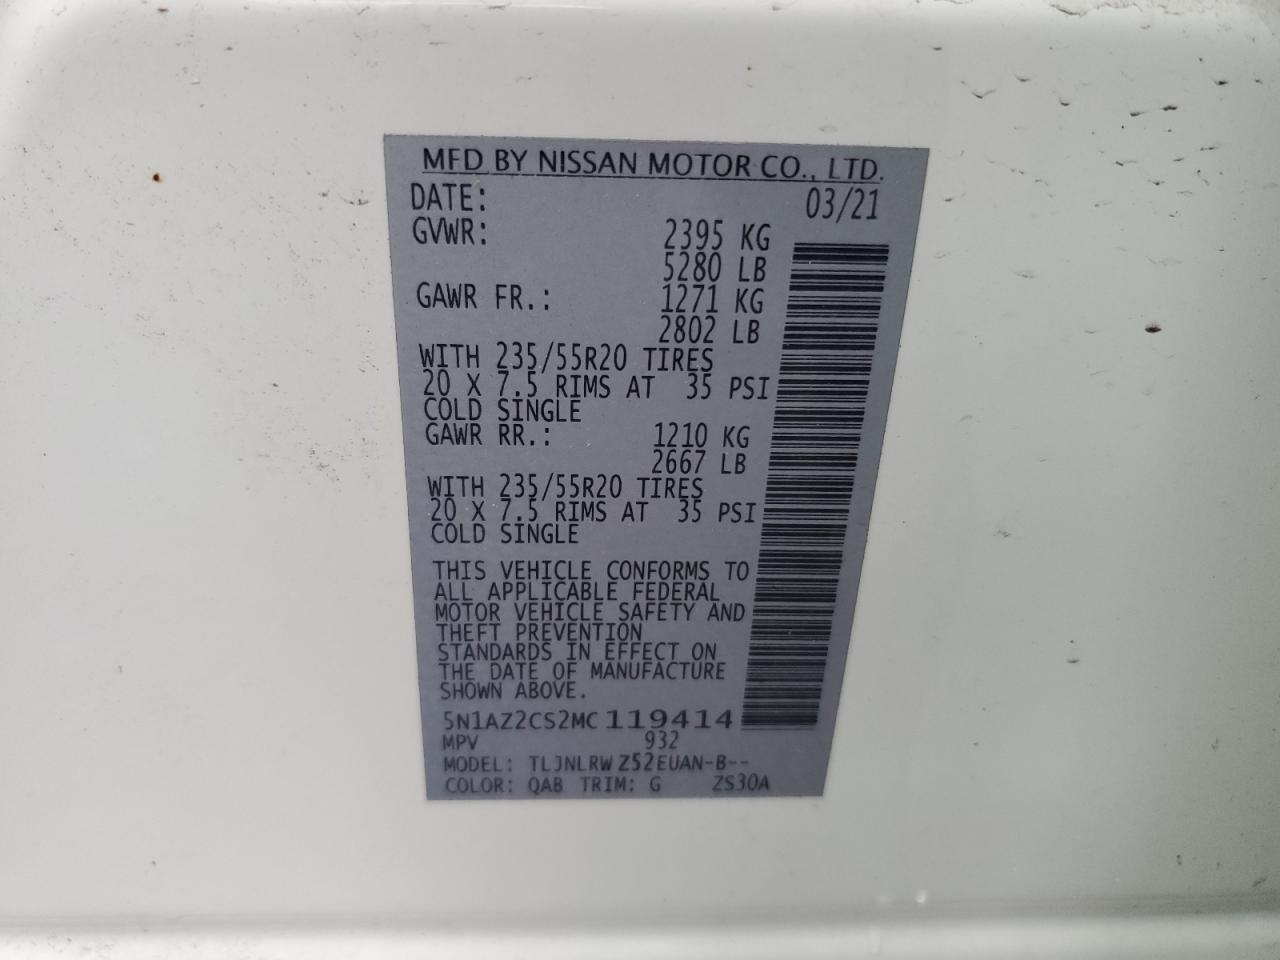 MFD BY NISSAN MOTOR CO., LTD.
DATE: 03/21
GVWR: 2395 KG
5280 LB
GAWR FR.: 1271 KG
2802 LB
WITH 235/55R20 TIRES
20 X 7.5 RIMS AT 35 PSI
COLD SINGLE
GAWR RR.: 1210 KG
2667 LB
WITH 235/55R20 TIRES
20 X 7.5 RIMS AT 35 PSI
COLD SINGLE
THIS VEHICLE CONFORMS TO
ALL APPLICABLE FEDERAL
MOTOR VEHICLE SAFETY AND
THEFT PREVENTION
STANDARDS IN EFFECT ON
THE DATE OF MANUFACTURE
SHOWN ABOVE.
5N1AZ2CS2MC119414
MPV 932
MODEL: TLJNLRW Z52EUAN-B--
COLOR: QAB TRIM: G ZS30A